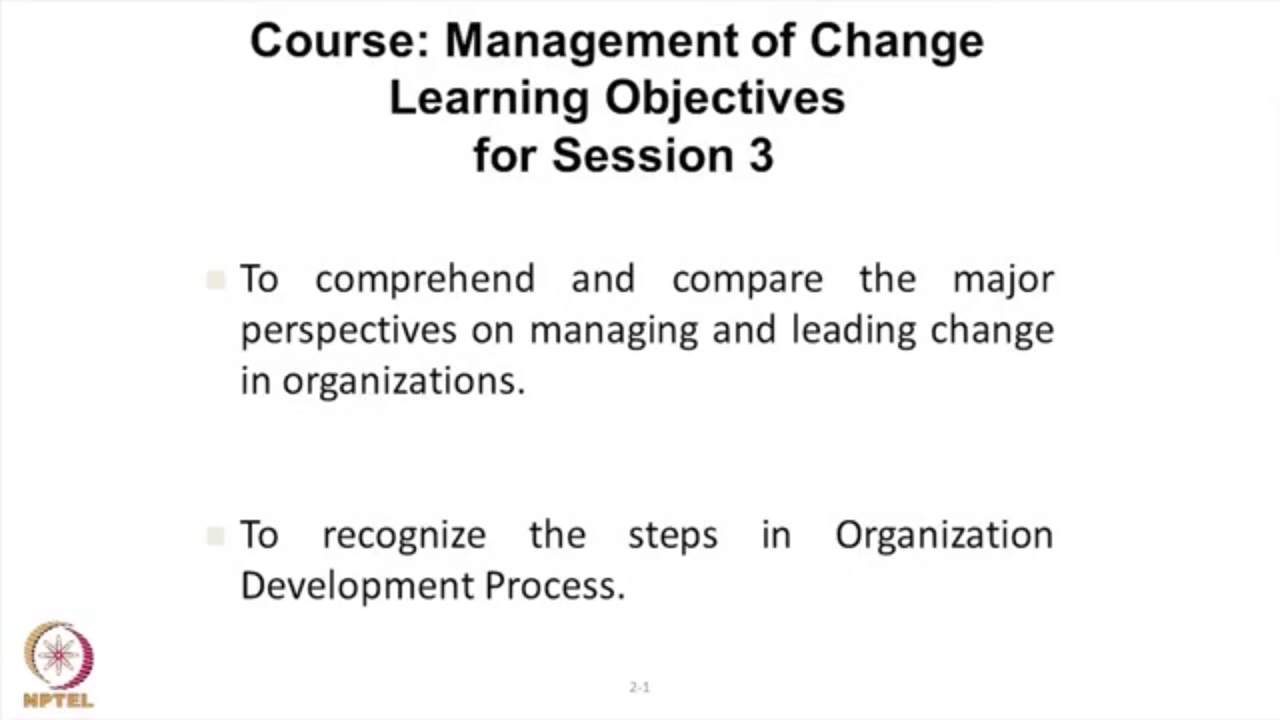 Course: Management of Change
Learning Objectives
for Session 3
To comprehend and compare the major
perspectives on managing and leading change
in organizations.
To recognize the steps in Organization
Development Process.
NPTEL
2-1